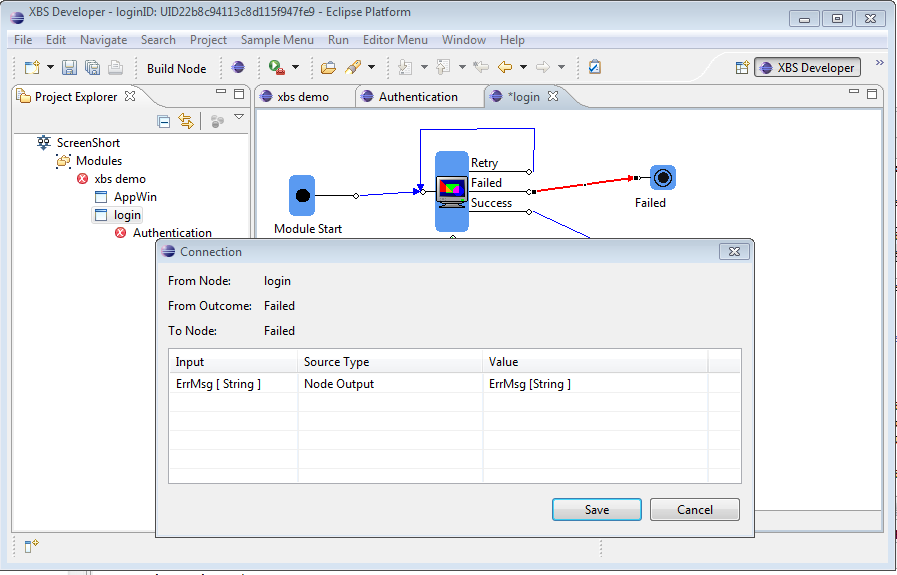 XBS Developer - loginID: UID22b8c94113c8d115f947fe9 - Eclipse Platform
File Edit Navigate Search Project Sample Menu Run Editor Menu Window Help
Build Node XBS Developer
Project Explorer xbs demo Authentication *login
ScreenShort
Modules
xbs demo
AppWin
login
Authentication
Retry
Failed
Success
Module Start
Failed
Connection
From Node: login
From Outcome: Failed
To Node: Failed
Input Source Type Value
ErrMsg [ String ] Node Output ErrMsg [String ]
Save Cancel